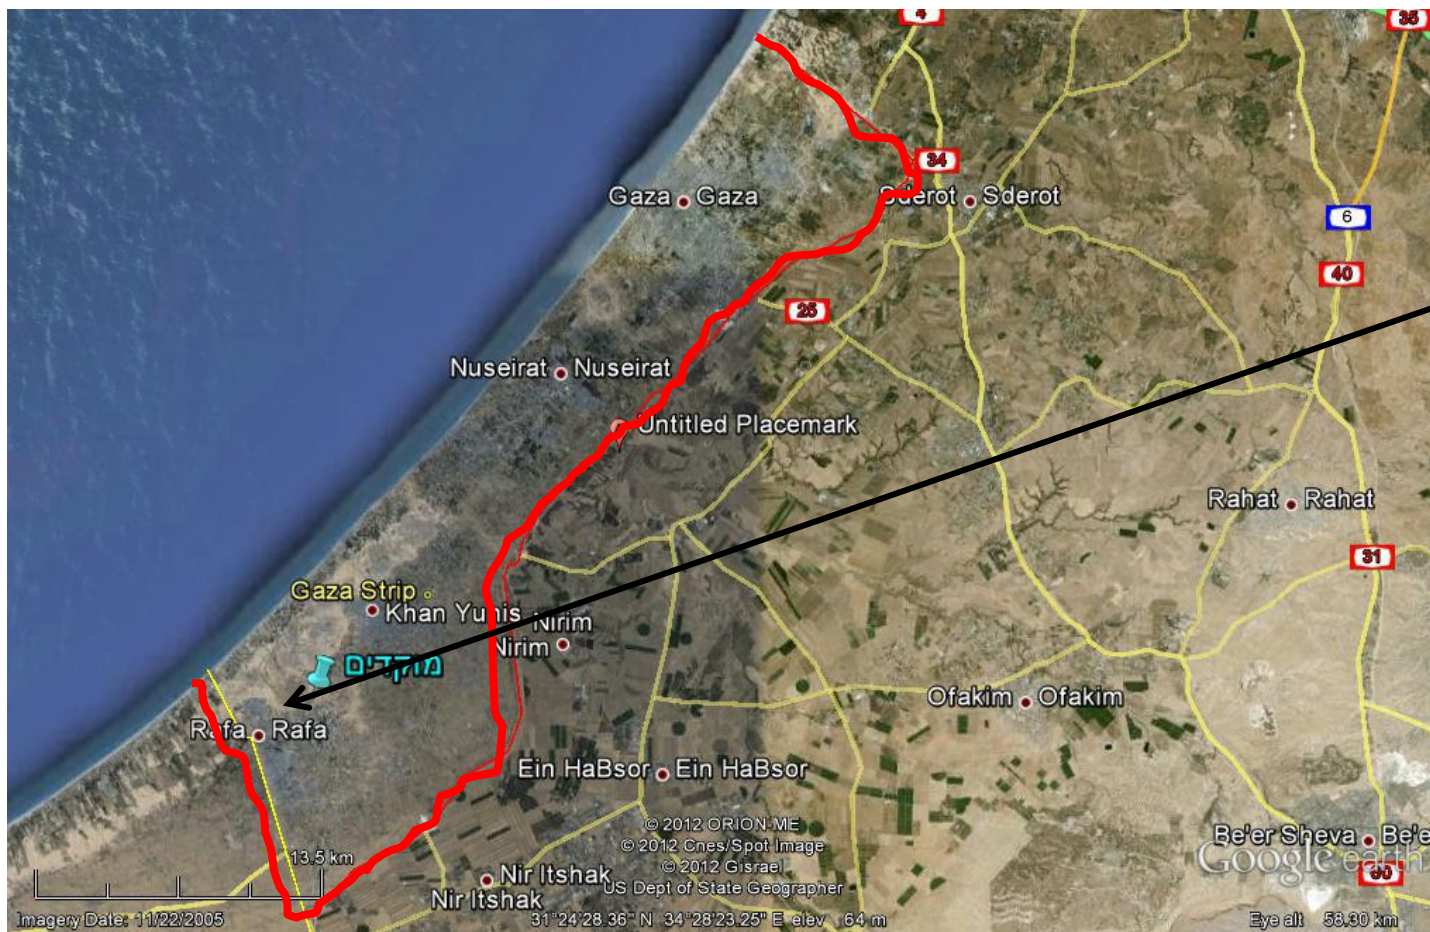 4
35
34
Gaza Gaza
Sderot Sderot
6
40
25
Nuseirat Nuseirat
Untitled Placemark
Rahat Rahat
31
Gaza Strip
Khan Yunis
Nirim
Nirim
מוקדים
Ofakim Ofakim
Rafa Rafa
Ein HaBsor Ein HaBsor
© 2012 ORION-ME
© 2012 Cnes/Spot Image
© 2012 Gisrael
US Dept of State Geographer
Be'er Sheva Be'e
Google earth
13.5 km
Nir Itshak
Nir Itshak
Imagery Date: 11/22/2005
31°24'28.36" N 34°28'23.25" E elev 64 m
Eye alt 58.30 km